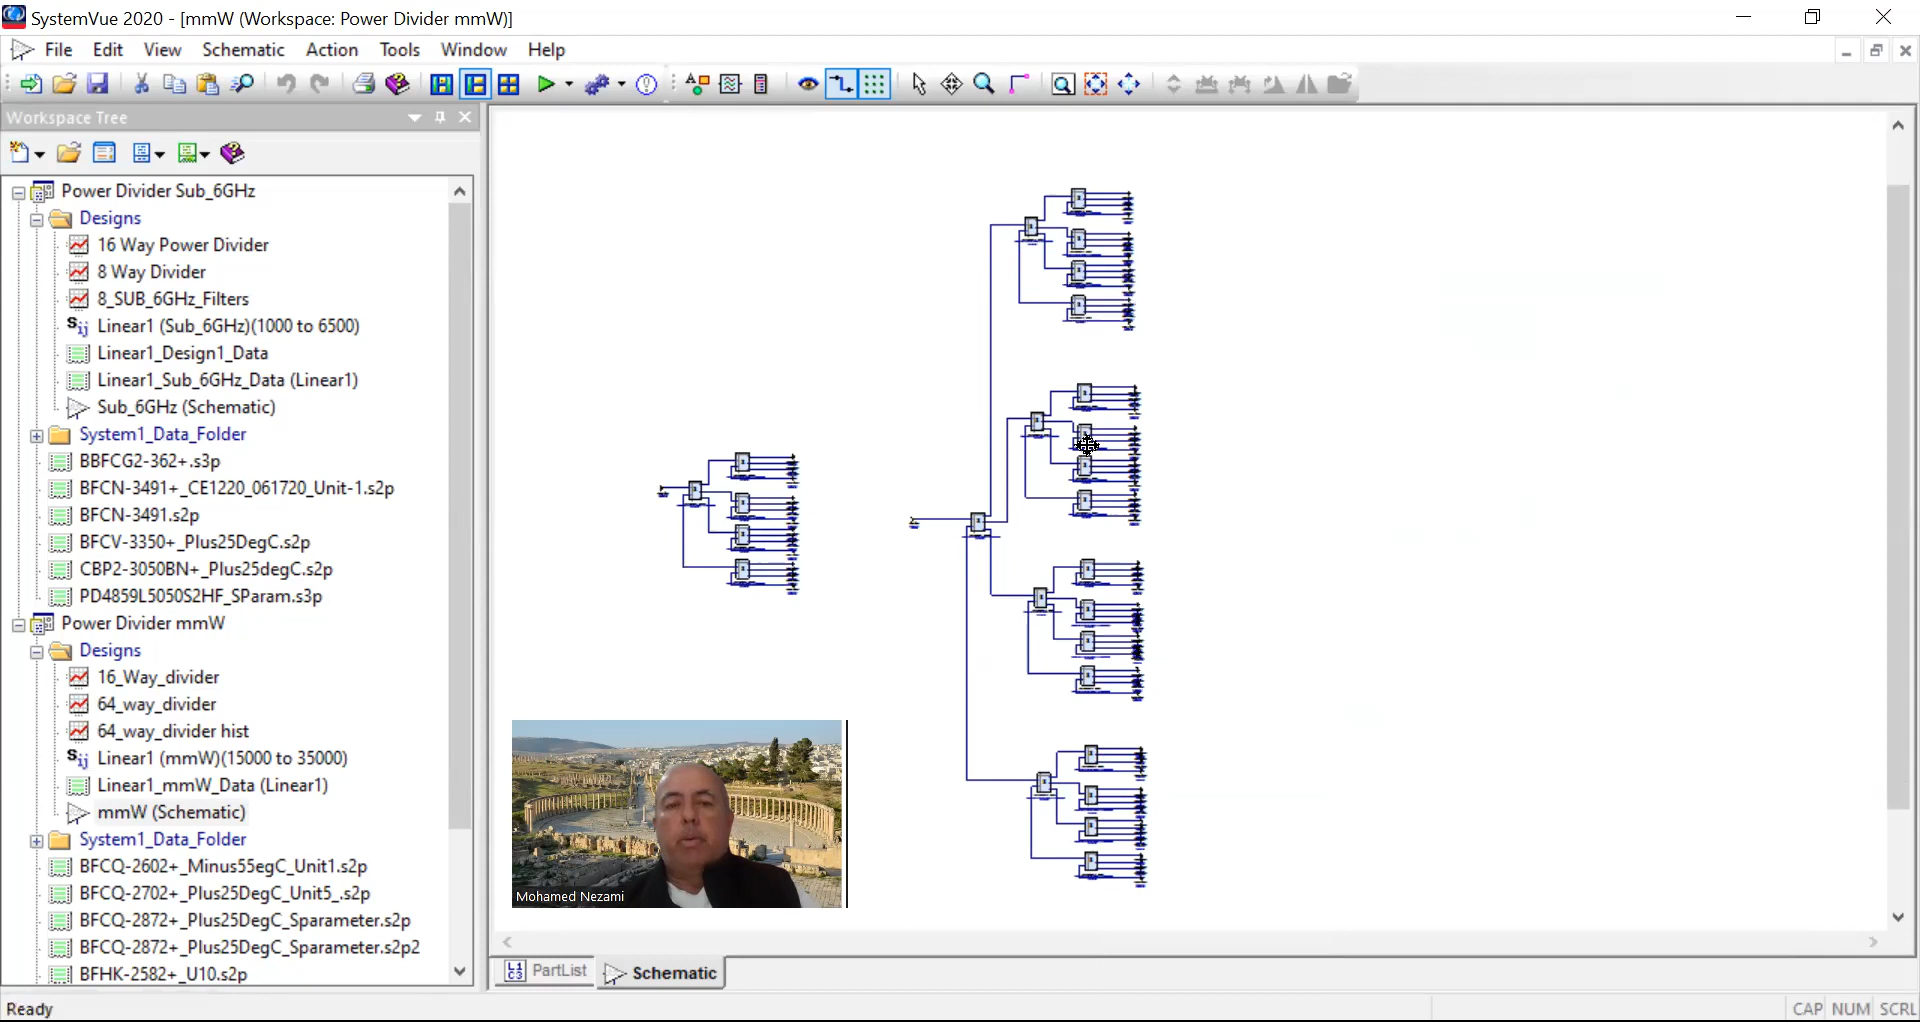 SystemVue 2020 - [mmW (Workspace: Power Divider mmW)]
File Edit View Schematic Action Tools Window Help
Workspace Tree
Power Divider Sub_6GHz
Designs
16 Way Power Divider
8 Way Divider
8_SUB_6GHz_Filters
Sij Linear1 (Sub_6GHz)(1000 to 6500)
Linear1_Design1_Data
Linear1_Sub_6GHz_Data (Linear1)
Sub_6GHz (Schematic)
System1_Data_Folder
BBFCG2-362+.s3p
BFCN-3491+_CE1220_061720_Unit-1.s2p
BFCN-3491.s2p
BFCV-3350+_Plus25DegC.s2p
CBP2-3050BN+_Plus25degC.s2p
PD4859L5050S2HF_SParam.s3p
Power Divider mmW
Designs
16_Way_divider
64_way_divider
64_way_divider hist
Sij Linear1 (mmW)(15000 to 35000)
Linear1_mmW_Data (Linear1)
mmW (Schematic)
System1_Data_Folder
BFCQ-2602+_Minus55egC_Unit1.s2p
BFCQ-2702+_Plus25DegC_Unit5_.s2p
BFCQ-2872+_Plus25DegC_Sparameter.s2p
BFCQ-2872+_Plus25DegC_Sparameter.s2p2
BFHK-2582+_U10.s2p
Mohamed Nezami
PartList Schematic
Ready
CAP NUM SCRL